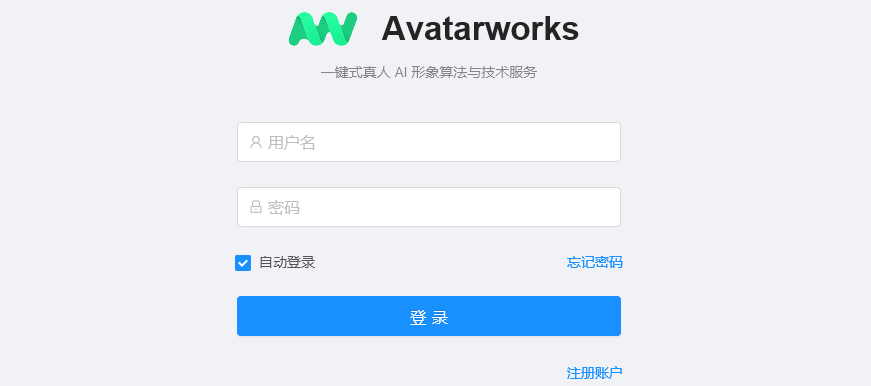 Avatarworks
一键式真人 AI 形象算法与技术服务
用户名
密码
自动登录 忘记密码
登 录
注册账户